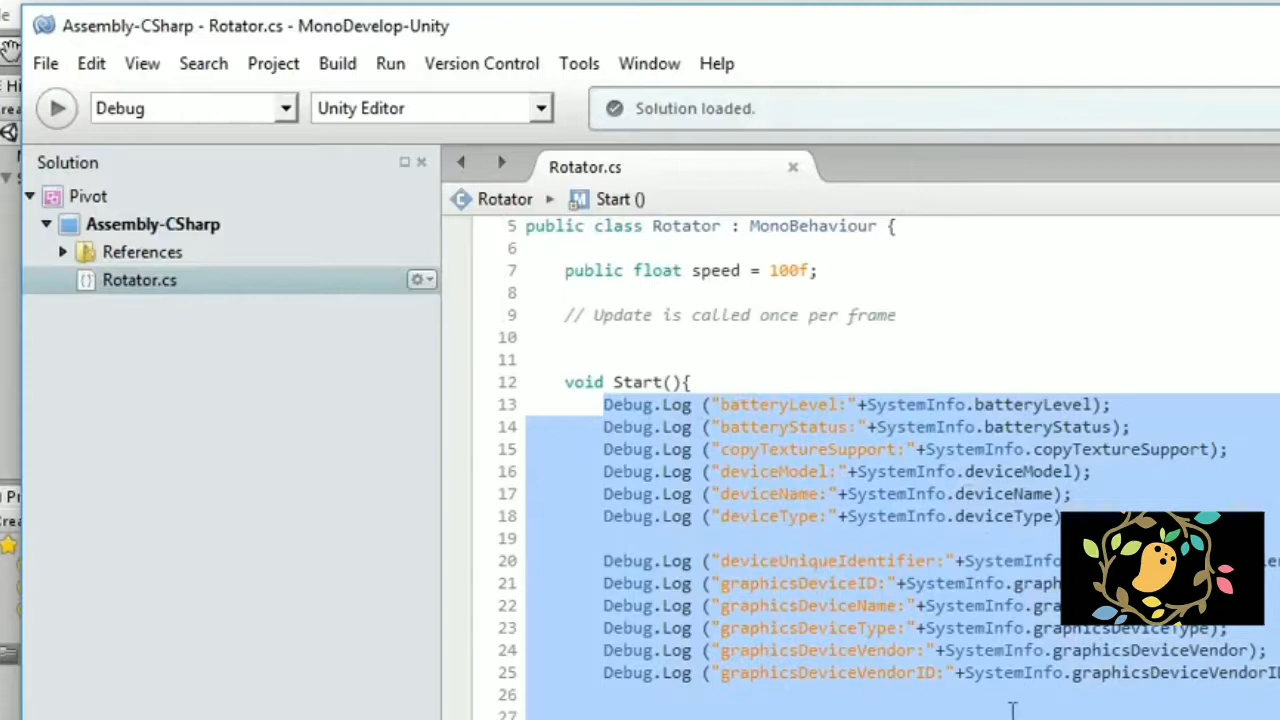 Assembly-CSharp - Rotator.cs - MonoDevelop-Unity
File Edit View Search Project Build Run Version Control Tools Window Help
Debug Unity Editor Solution loaded.
Solution
Pivot
Assembly-CSharp
References
Rotator.cs
Rotator.cs
Rotator Start ()
5 public class Rotator : MonoBehaviour {
6
7 public float speed = 100f;
8
9 // Update is called once per frame
10
11
12 void Start(){
13 Debug.Log ("batteryLevel:"+SystemInfo.batteryLevel);
14 Debug.Log ("batteryStatus:"+SystemInfo.batteryStatus);
15 Debug.Log ("copyTextureSupport:"+SystemInfo.copyTextureSupport);
16 Debug.Log ("deviceModel:"+SystemInfo.deviceModel);
17 Debug.Log ("deviceName:"+SystemInfo.deviceName);
18 Debug.Log ("deviceType:"+SystemInfo.deviceType)
19
20 Debug.Log ("deviceUniqueIdentifier:"+SystemInfo
21 Debug.Log ("graphicsDeviceID:"+SystemInfo.graph
22 Debug.Log ("graphicsDeviceName:"+SystemInfo.gra
23 Debug.Log ("graphicsDeviceType:"+SystemInfo.graphicsDeviceType);
24 Debug.Log ("graphicsDeviceVendor:"+SystemInfo.graphicsDeviceVendor);
25 Debug.Log ("graphicsDeviceVendorID:"+SystemInfo.graphicsDeviceVendorID
26
27